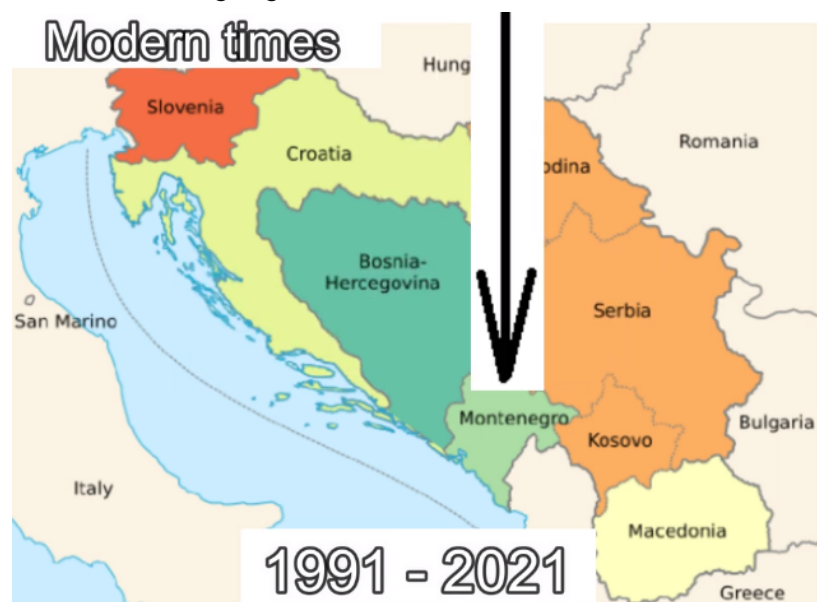 Modern times
Hung
Slovenia
Romania
Croatia
odina
Bosnia-
Hercegovina
Serbia
San Marino
Montenegro
Bulgaria
Kosovo
Italy
Macedonia
1991 - 2021
Greece